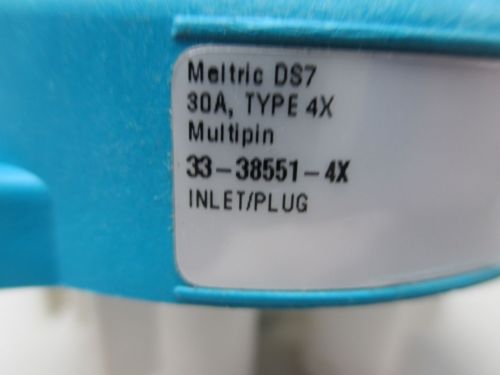 Meltric DS7
30A, TYPE 4X
Multipin
33-38551-4X
INLET/PLUG